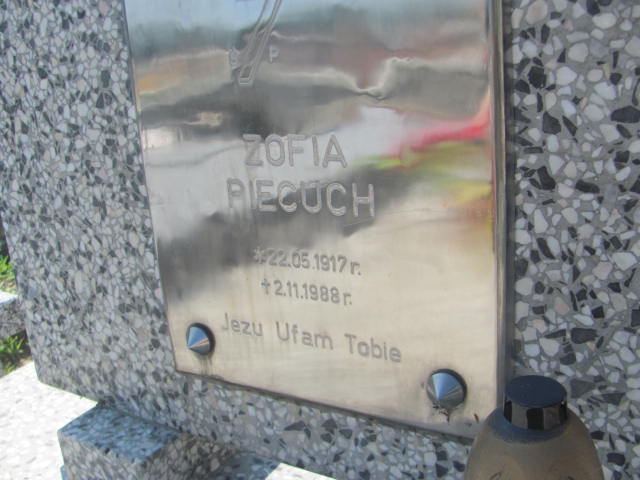 Ś P
ZOFIA
PIECUCH
* 22.05.1917 r.
✝ 2.11.1988 r.
Jezu Ufam Tobie